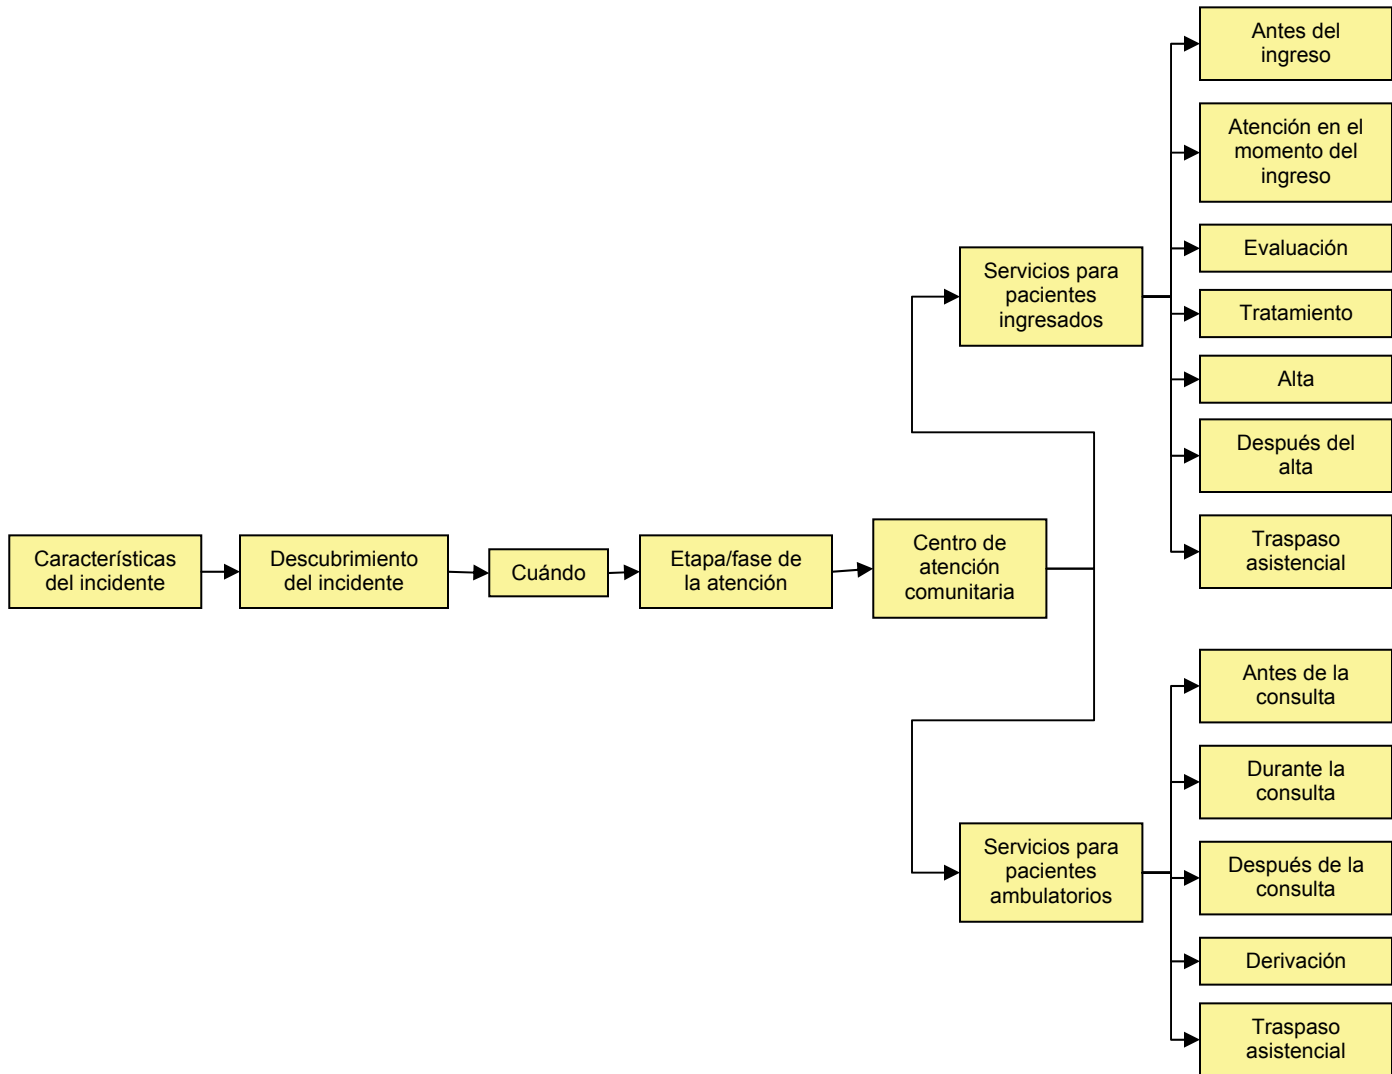 Características
del incidente
Descubrimiento
del incidente
Cuándo
Etapa/fase de
la atención
Centro de
atención
comunitaria
Servicios para
pacientes
ingresados
Antes del
ingreso
Atención en el
momento del
ingreso
Evaluación
Tratamiento
Alta
Después del
alta
Traspaso
asistencial
Servicios para
pacientes
ambulatorios
Antes de la
consulta
Durante la
consulta
Después de la
consulta
Derivación
Traspaso
asistencial